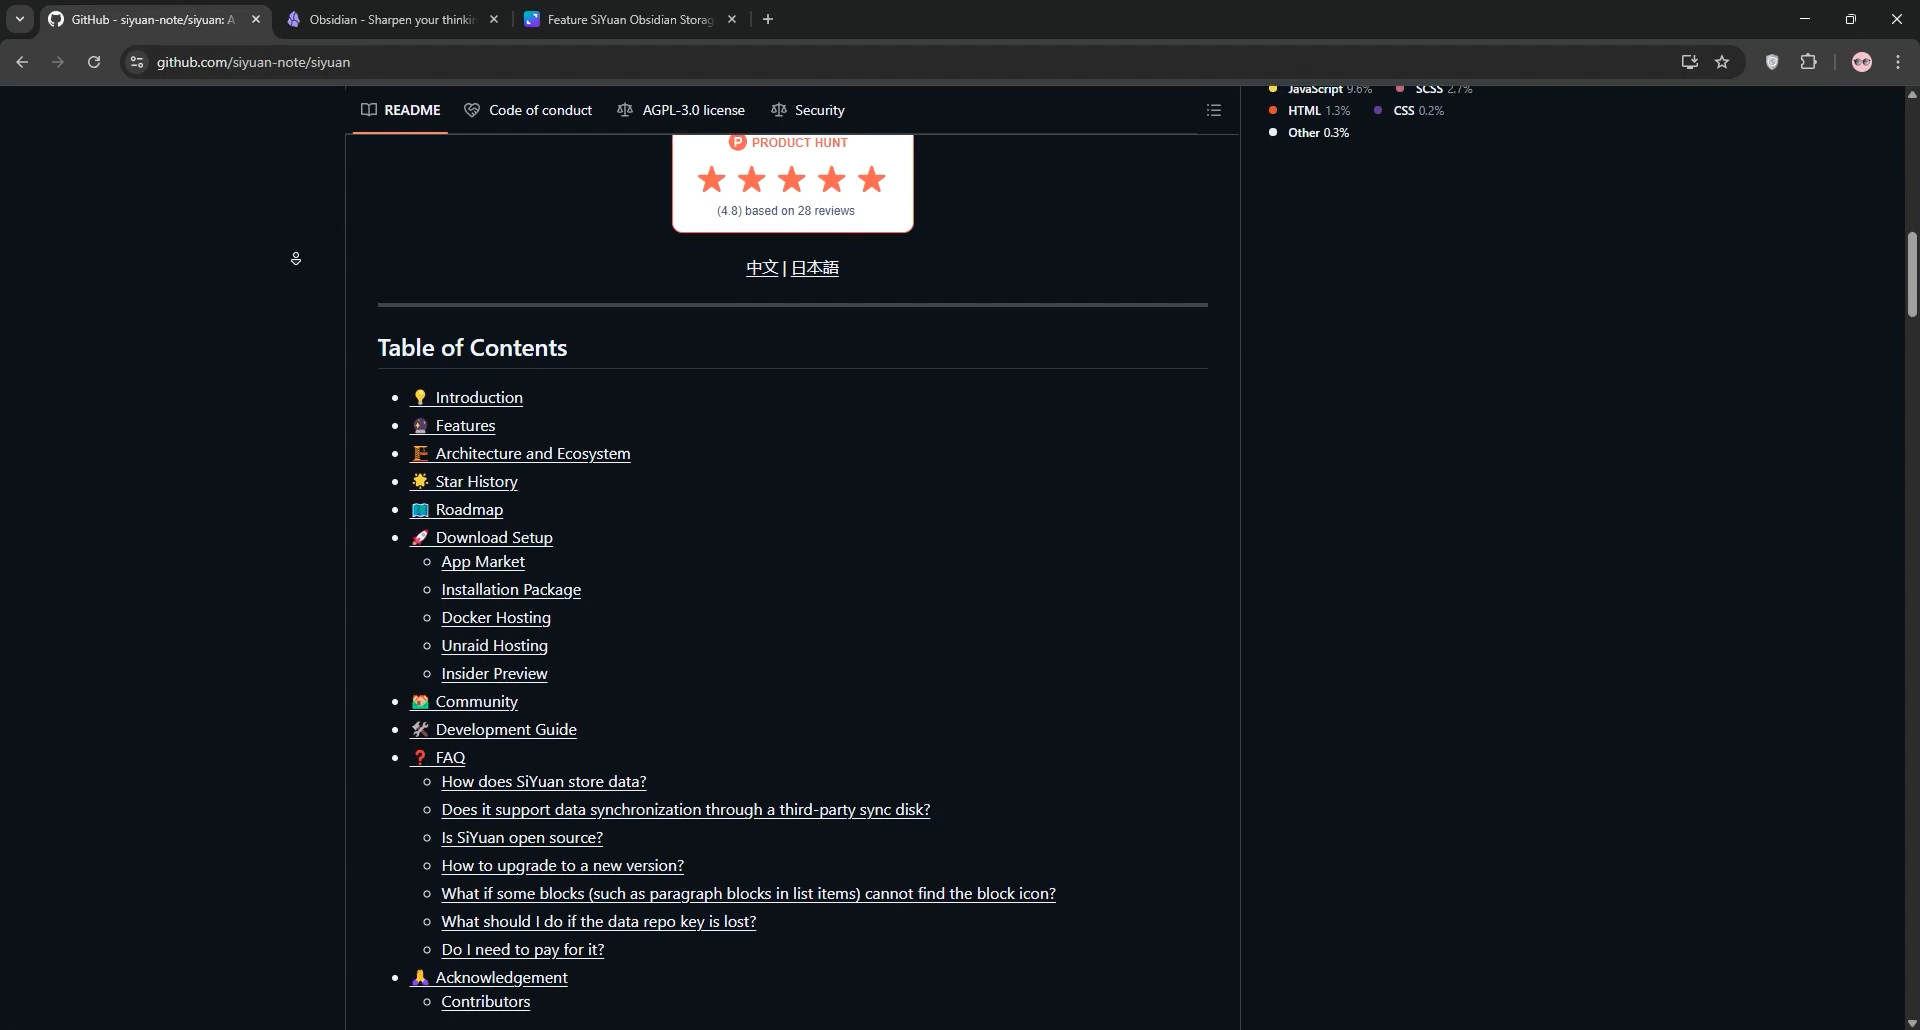 GitHub - siyuan-note/siyuan: A
Obsidian - Sharpen your thinkin
Feature SiYuan Obsidian Storag
github.com/siyuan-note/siyuan
README
Code of conduct
AGPL-3.0 license
Security
JavaScript 9.6%
SCSS 2.7%
HTML 1.3%
CSS 0.2%
Other 0.3%
P PRODUCT HUNT
(4.8) based on 28 reviews
中文 | 日本語
Table of Contents
Introduction
Features
Architecture and Ecosystem
Star History
Roadmap
Download Setup
App Market
Installation Package
Docker Hosting
Unraid Hosting
Insider Preview
Community
Development Guide
FAQ
How does SiYuan store data?
Does it support data synchronization through a third-party sync disk?
Is SiYuan open source?
How to upgrade to a new version?
What if some blocks (such as paragraph blocks in list items) cannot find the block icon?
What should I do if the data repo key is lost?
Do I need to pay for it?
Acknowledgement
Contributors